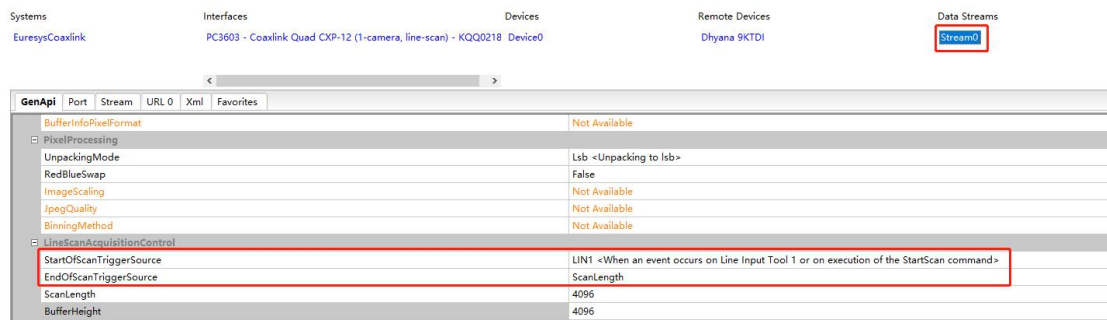 Systems Interfaces Devices Remote Devices Data Streams
EuresysCoaxlink PC3603 - Coaxlink Quad CXP-12 (1-camera, line-scan) - KQQ0218 Device0 Dhyana 9KTDI Stream0
GenApi Port Stream URL 0 Xml Favorites
BufferInfoPixelFormat Not Available
PixelProcessing
UnpackingMode Lsb <Unpacking to lsb>
RedBlueSwap False
ImageScaling Not Available
JpegQuality Not Available
BinningMethod Not Available
LineScanAcquisitionControl
StartOfScanTriggerSource LIN1 <When an event occurs on Line Input Tool 1 or on execution of the StartScan command>
EndOfScanTriggerSource ScanLength
ScanLength 4096
BufferHeight 4096